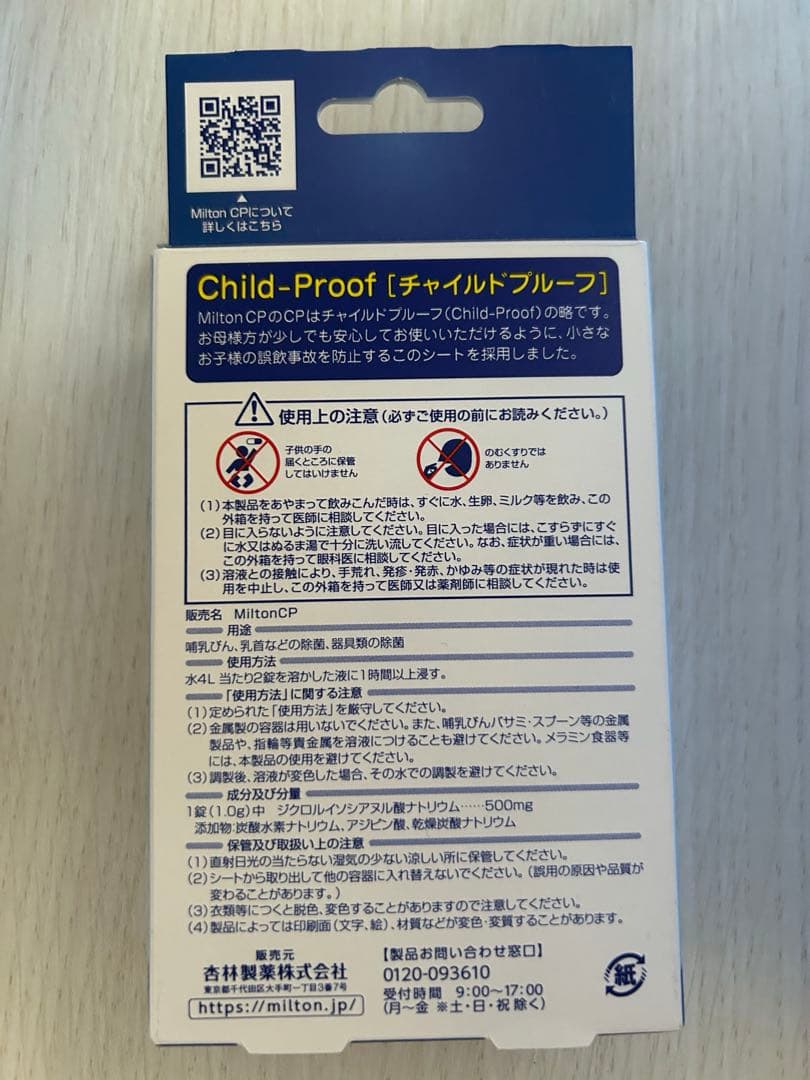 Milton CPについて
詳しくはこちら
Child-Proof [チャイルドプルーフ]
Milton CPのCPはチャイルドプルーフ(Child-Proof)の略です。
お母様方が少しでも安心してお使いいただけるように、小さな
お子様の誤飲事故を防止するこのシートを採用しました。
使用上の注意(必ずご使用の前にお読みください。)
子供の手の
届くところに保管
してはいけません
のむくすりでは
ありません
(1)本製品をあやまって飲みこんだ時は、すぐに水、生卵、ミルク等を飲み、この
外箱を持って医師に相談してください。
(2)目に入らないように注意してください。目に入った場合には、こすらずにすぐ
に水又はぬるま湯で十分に洗い流してください。なお、症状が重い場合には、
この外箱を持って眼科医に相談してください。
(3)溶液との接触により、手荒れ、発疹・発赤、かゆみ等の症状が現れた時は使
用を中止し、この外箱を持って医師又は薬剤師に相談してください。
販売名 MiltonCP
用途
哺乳びん、乳首などの除菌、器具類の除菌
使用方法
水4L 当たり2錠を溶かした液に1時間以上浸す。
「使用方法」に関する注意
(1)定められた「使用方法」を厳守してください。
(2)金属製の容器は用いないでください。また、哺乳びんバサミ・スプーン等の金属
製品や、指輪等貴金属を溶液につけることも避けてください。メラミン食器等
には、本製品の使用を避けてください。
(3)調製後、溶液が変色した場合、その水での調製を避けてください。
成分及び分量
1錠(1.0g)中 ジクロルイソシアヌル酸ナトリウム……500mg
添加物:炭酸水素ナトリウム、アジピン酸、乾燥炭酸ナトリウム
保管及び取扱い上の注意
(1)直射日光の当たらない湿気の少ない涼しい所に保管してください。
(2)シートから取り出して他の容器に入れ替えないでください。(誤用の原因や品質が
変わることがあります。)
(3)衣類等につくと脱色、変色することがありますので注意してください。
(4)製品によっては印刷面(文字、絵)、材質などが変色・変質することがあります。
販売元
杏林製薬株式会社
東京都千代田区大手町一丁目3番7号
https://milton.jp/
【製品お問い合わせ窓口】
0120-093610
受付時間 9:00〜17:00
(月〜金 ※土・日・祝 除く)
紙